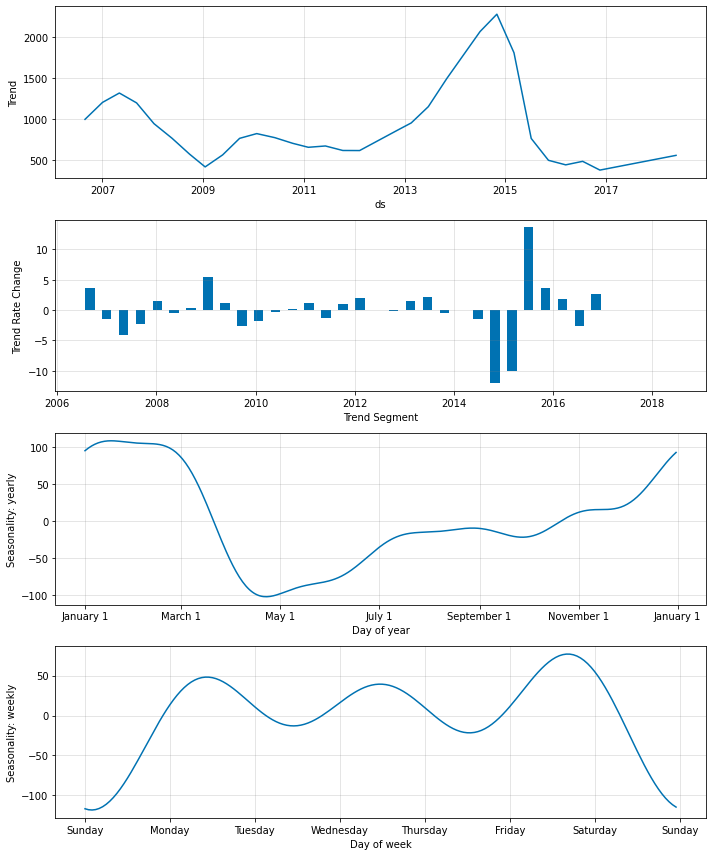 Trend
2000
1500
1000
500
2007 2009 2011 2013 2015 2017
ds
Trend Rate Change
10
5
0
−5
−10
2006 2008 2010 2012 2014 2016 2018
Trend Segment
Seasonality: yearly
100
50
0
−50
−100
January 1 March 1 May 1 July 1 September 1 November 1 January 1
Day of year
Seasonality: weekly
50
0
−50
−100
Sunday Monday Tuesday Wednesday Thursday Friday Saturday Sunday
Day of week